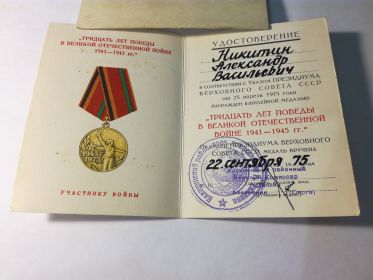 "ТРИДЦАТЬ ЛЕТ ПОБЕДЫ
В ВЕЛИКОЙ ОТЕЧЕСТВЕННОЙ ВОЙНЕ
1941—1945 гг."
УЧАСТНИКУ ВОЙНЫ
УДОСТОВЕРЕНИЕ
Никитин
Александр
Васильевич
В СООТВЕТСТВИИ С УКАЗОМ ПРЕЗИДИУМА
ВЕРХОВНОГО СОВЕТА СССР
от 25 апреля 1975 года
НАГРАЖДЕН ЮБИЛЕЙНОЙ МЕДАЛЬЮ
"ТРИДЦАТЬ ЛЕТ ПОБЕДЫ
В ВЕЛИКОЙ ОТЕЧЕСТВЕННОЙ
ВОЙНЕ 1941—1945 гг."
ПРЕЗИДИУМА ВЕРХОВНОГО
СОВЕТА МЕДАЛЬ ВРУЧЕНА
22 сентября 75
районный
Комиссар